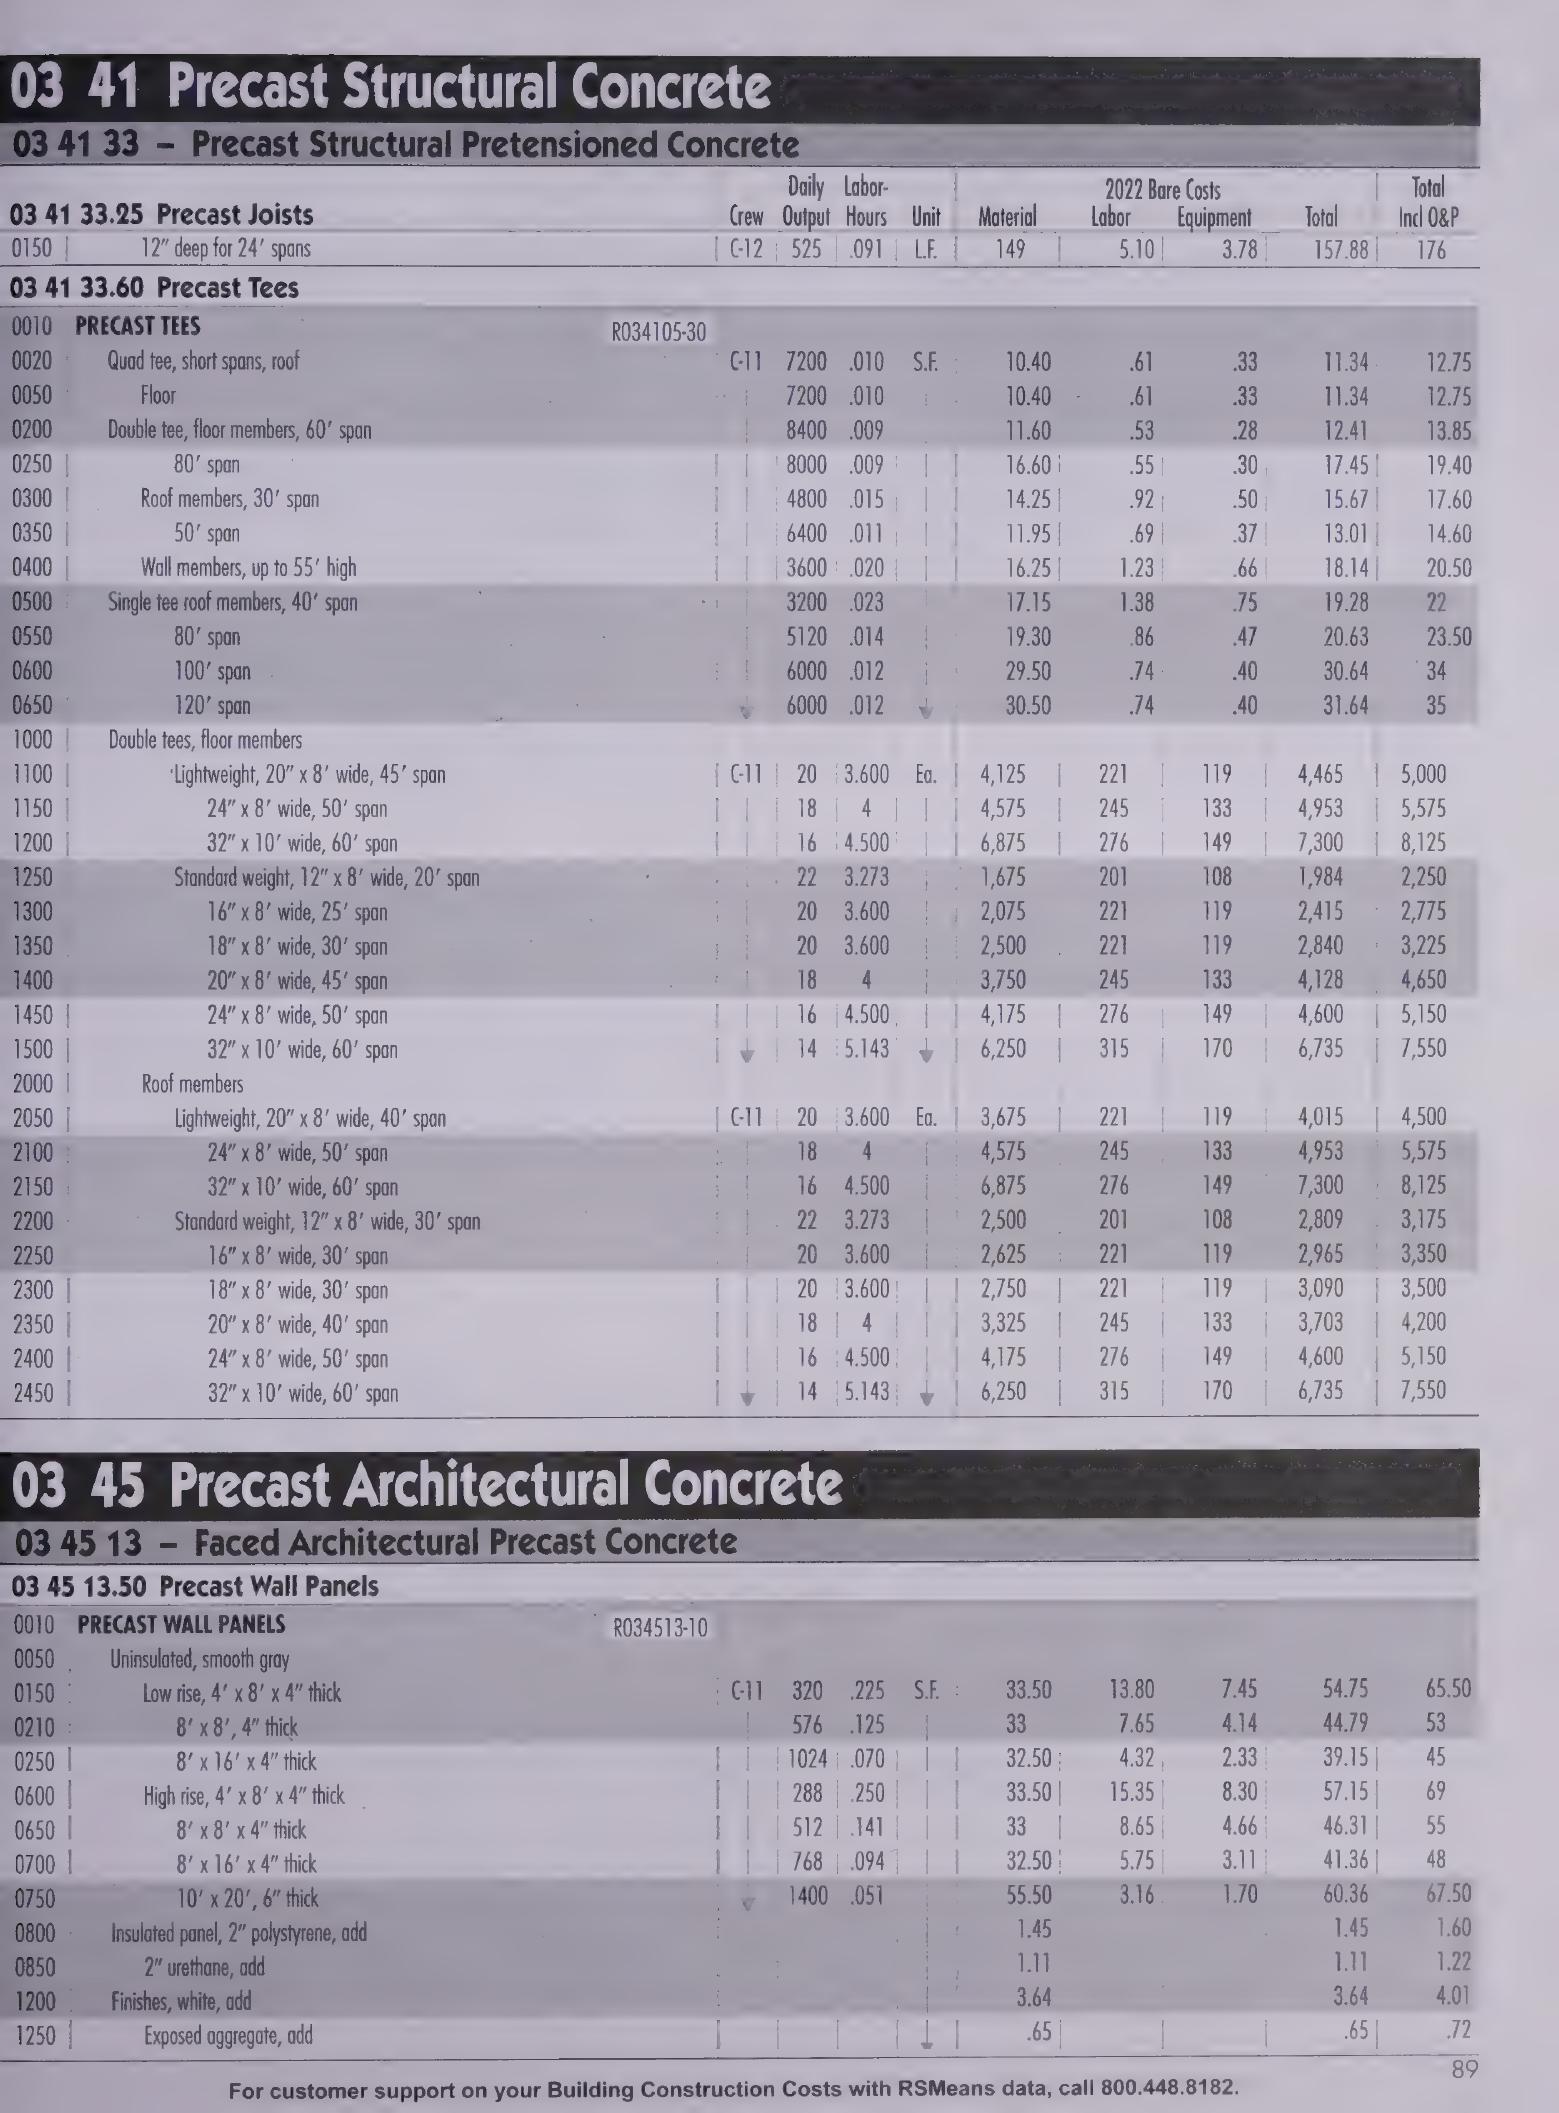 03 41 Precast Structural Concrete
03 41 33 – Precast Structural Pretensioned Concrete
Daily Labor- 2022 Bare Costs Total
03 41 33.25 Precast Joists Crew Output Hours Unit Material Labor Equipment Total Incl O&P
0150 12" deep for 24' spans C-12 525 .091 L.F. 149 5.10 3.78 157.88 176
03 41 33.60 Precast Tees
0010 PRECAST TEES R034105-30
0020 Quad tee, short spans, roof C-11 7200 .010 S.F. 10.40 .61 .33 11.34 12.75
0050 Floor 7200 .010 10.40 .61 .33 11.34 12.75
0200 Double tee, floor members, 60' span 8400 .009 11.60 .53 .28 12.41 13.85
0250 80' span 8000 .009 16.60 .55 .30 17.45 19.40
0300 Roof members, 30' span 4800 .015 14.25 .92 .50 15.67 17.60
0350 50' span 6400 .011 11.95 .69 .37 13.01 14.60
0400 Wall members, up to 55' high 3600 .020 16.25 1.23 .66 18.14 20.50
0500 Single tee roof members, 40' span 3200 .023 17.15 1.38 .75 19.28 22
0550 80' span 5120 .014 19.30 .86 .47 20.63 23.50
0600 100' span 6000 .012 29.50 .74 .40 30.64 34
0650 120' span 6000 .012 30.50 .74 .40 31.64 35
1000 Double tees, floor members
1100 Lightweight, 20" x 8' wide, 45' span C-11 20 3.600 Ea. 4,125 221 119 4,465 5,000
1150 24" x 8' wide, 50' span 18 4 4,575 245 133 4,953 5,575
1200 32" x 10' wide, 60' span 16 4.500 6,875 276 149 7,300 8,125
1250 Standard weight, 12" x 8' wide, 20' span 22 3.273 1,675 201 108 1,984 2,250
1300 16" x 8' wide, 25' span 20 3.600 2,075 221 119 2,415 2,775
1350 18" x 8' wide, 30' span 20 3.600 2,500 221 119 2,840 3,225
1400 20" x 8' wide, 45' span 18 4 3,750 245 133 4,128 4,650
1450 24" x 8' wide, 50' span 16 4.500 4,175 276 149 4,600 5,150
1500 32" x 10' wide, 60' span 14 5.143 6,250 315 170 6,735 7,550
2000 Roof members
2050 Lightweight, 20" x 8' wide, 40' span C-11 20 3.600 Ea. 3,675 221 119 4,015 4,500
2100 24" x 8' wide, 50' span 18 4 4,575 245 133 4,953 5,575
2150 32" x 10' wide, 60' span 16 4.500 6,875 276 149 7,300 8,125
2200 Standard weight, 12" x 8' wide, 30' span 22 3.273 2,500 201 108 2,809 3,175
2250 16" x 8' wide, 30' span 20 3.600 2,625 221 119 2,965 3,350
2300 18" x 8' wide, 30' span 20 3.600 2,750 221 119 3,090 3,500
2350 20" x 8' wide, 40' span 18 4 3,325 245 133 3,703 4,200
2400 24" x 8' wide, 50' span 16 4.500 4,175 276 149 4,600 5,150
2450 32" x 10' wide, 60' span 14 5.143 6,250 315 170 6,735 7,550
03 45 Precast Architectural Concrete
03 45 13 – Faced Architectural Precast Concrete
03 45 13.50 Precast Wall Panels
0010 PRECAST WALL PANELS R034513-10
0050 Uninsulated, smooth gray
0150 Low rise, 4' x 8' x 4" thick C-11 320 .225 S.F. 33.50 13.80 7.45 54.75 65.50
0210 8' x 8', 4" thick 576 .125 33 7.65 4.14 44.79 53
0250 8' x 16' x 4" thick 1024 .070 32.50 4.32 2.33 39.15 45
0600 High rise, 4' x 8' x 4" thick 288 .250 33.50 15.35 8.30 57.15 69
0650 8' x 8' x 4" thick 512 .141 33 8.65 4.66 46.31 55
0700 8' x 16' x 4" thick 768 .094 32.50 5.75 3.11 41.36 48
0750 10' x 20', 6" thick 1400 .051 55.50 3.16 1.70 60.36 67.50
0800 Insulated panel, 2" polystyrene, add 1.45 1.45 1.60
0850 2" urethane, add 1.11 1.11 1.22
1200 Finishes, white, add 3.64 3.64 4.01
1250 Exposed aggregate, add .65 .65 .72
89
For customer support on your Building Construction Costs with RSMeans data, call 800.448.8182.